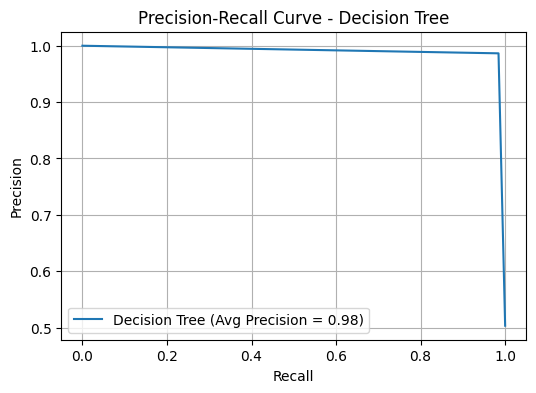 Precision-Recall Curve - Decision Tree
1.0
0.9
0.8
0.7
0.6
0.5
Precision
Decision Tree (Avg Precision = 0.98)
0.0 0.2 0.4 0.6 0.8 1.0
Recall